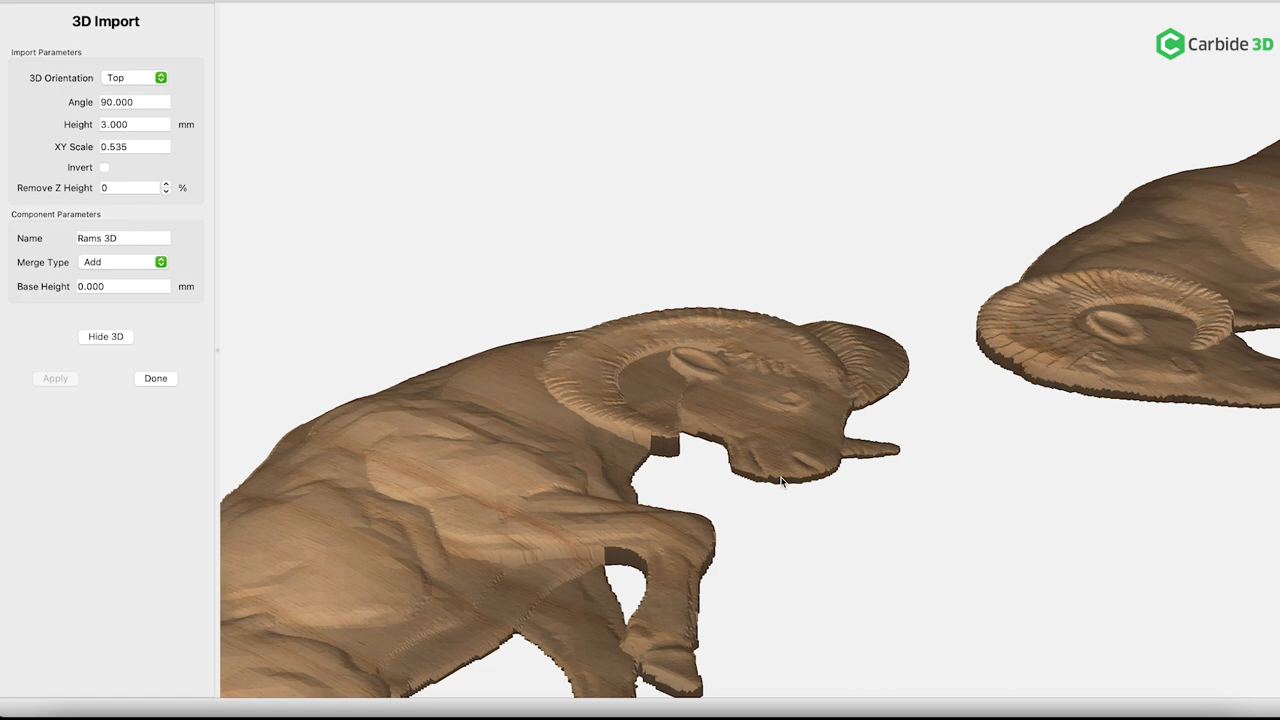 3D Import
Carbide 3D
Import Parameters
3D Orientation Top
Angle 90.000
Height 3.000 mm
XY Scale 0.535
Invert
Remove Z Height 0 %
Component Parameters
Name Rams 3D
Merge Type Add
Base Height 0.000 mm
Hide 3D
Apply Done